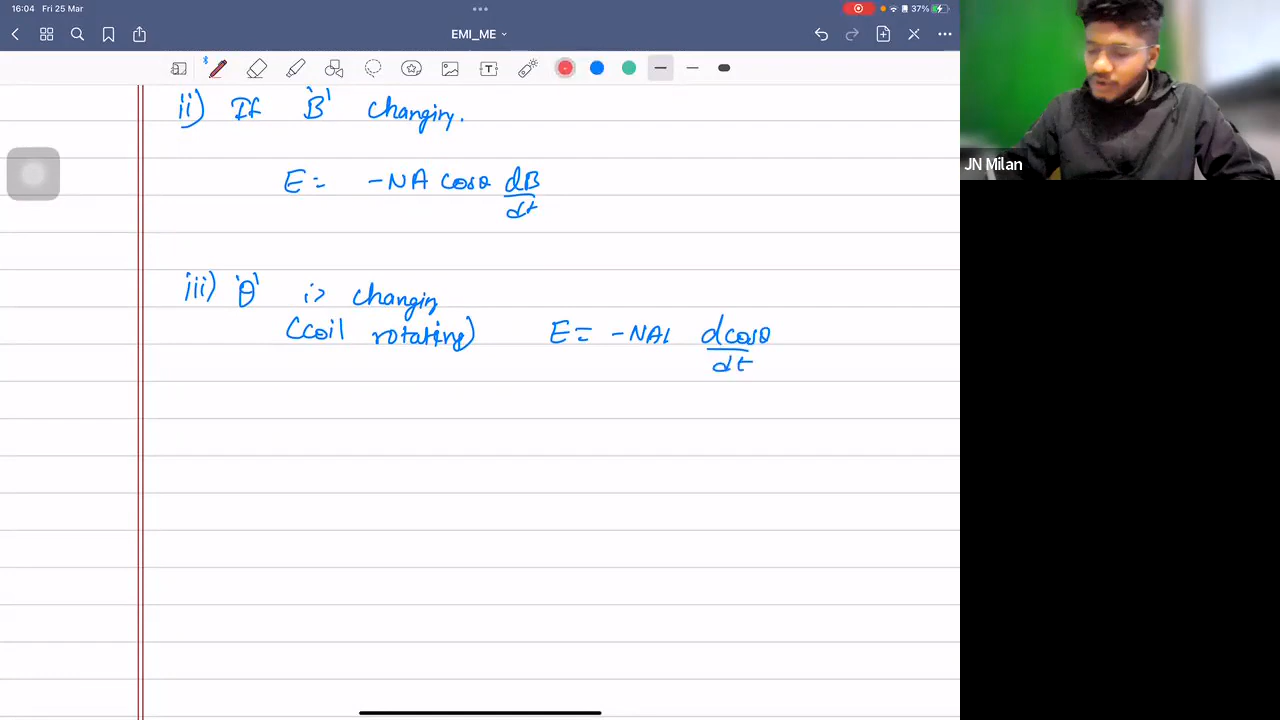 16:04 Fri 25 Mar
37%
EMI_ME
ii) If 'B' changing.
E = -NA cosθ dB
dt
iii) 'θ' is changing
(coil rotating) E = -NA dcosθ
dt
JN Milan